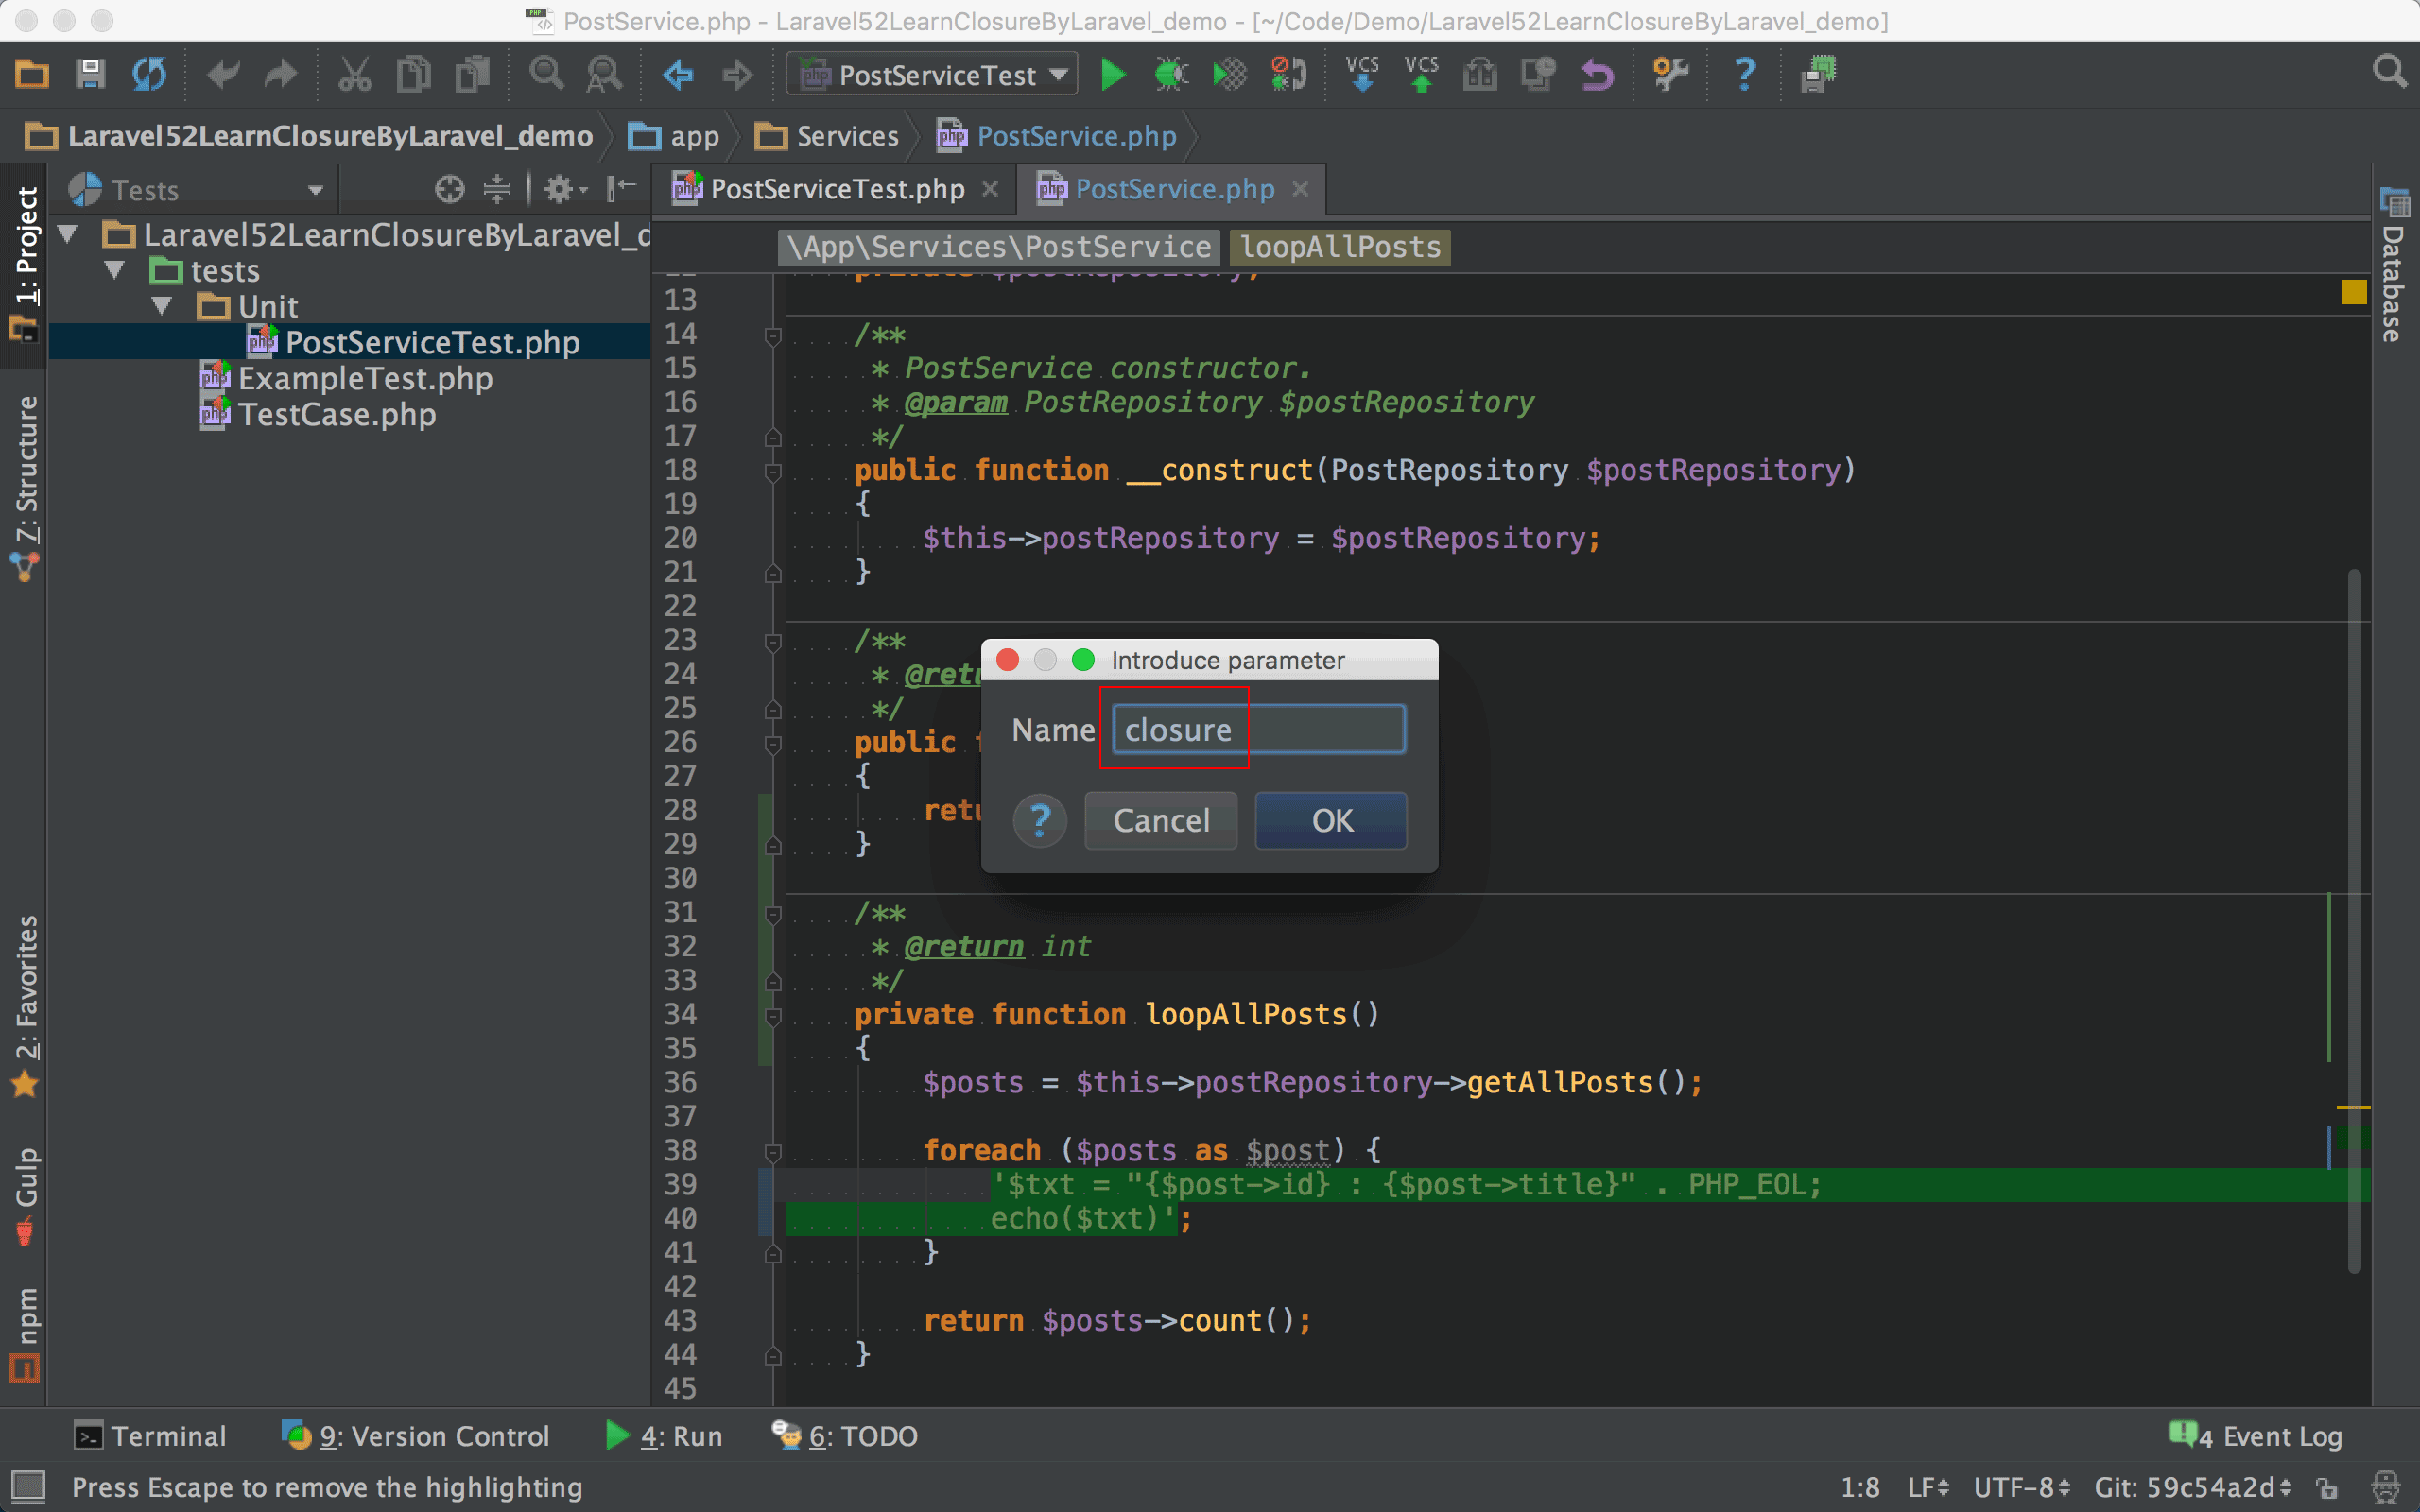 PostService.php - Laravel52LearnClosureByLaravel_demo - [~/Code/Demo/Laravel52LearnClosureByLaravel_demo]
PostServiceTest
VCS VCS
Laravel52LearnClosureByLaravel_demo app Services PostService.php
Tests
PostServiceTest.php PostService.php
\App\Services\PostService loopAllPosts
Laravel52LearnClosureByLaravel_d
tests
Unit
PostServiceTest.php
ExampleTest.php
TestCase.php
1: Project
7: Structure
2: Favorites
Gulp
npm
Database
12 private $postRepository;
13
14 /**
15 * PostService constructor.
16 * @param PostRepository $postRepository
17 */
18 public function __construct(PostRepository $postRepository)
19 {
20 $this->postRepository = $postRepository;
21 }
22
23 /**
24 * @retu
25 */
26 public f
27 {
28 retu
29 }
30
31 /**
32 * @return int
33 */
34 private function loopAllPosts()
35 {
36 $posts = $this->postRepository->getAllPosts();
37
38 foreach ($posts as $post) {
39 '$txt = "{$post->id} : {$post->title}" . PHP_EOL;
40 echo($txt)';
41 }
42
43 return $posts->count();
44 }
45
Introduce parameter
Name closure
? Cancel OK
Terminal 9: Version Control 4: Run 6: TODO 4 Event Log
Press Escape to remove the highlighting 1:8 LF UTF-8 Git: 59c54a2d